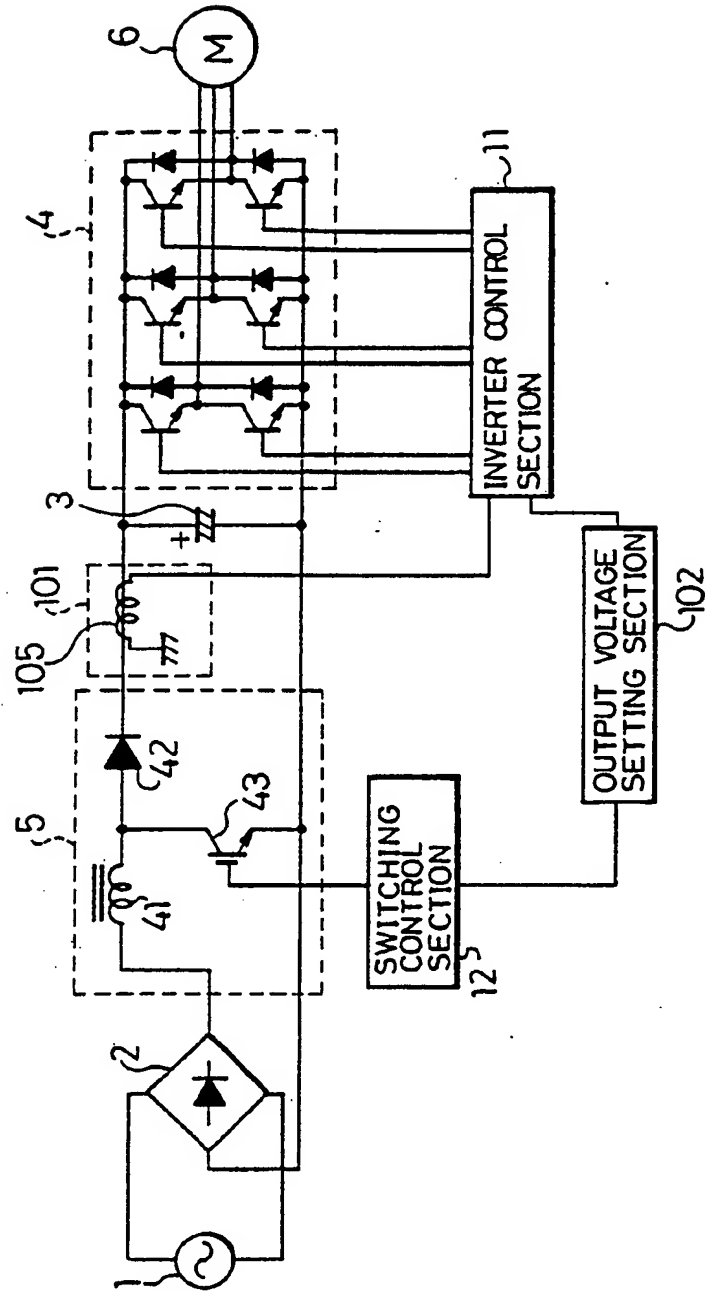 1
2
5
41
42
43
105
101
3
+
4
6
M
SWITCHING
CONTROL
SECTION
12
OUTPUT VOLTAGE
SETTING SECTION
102
INVERTER CONTROL
SECTION
11